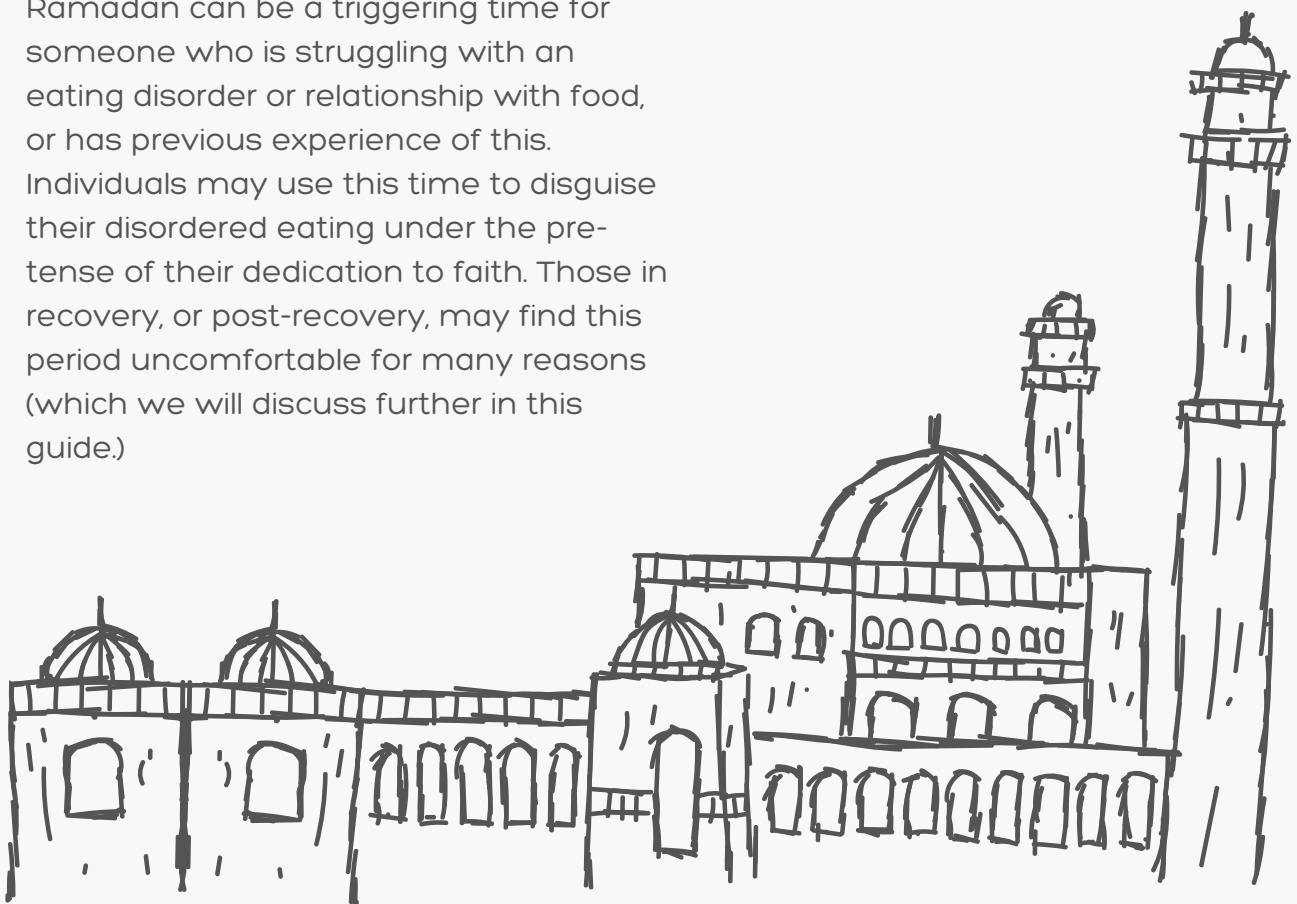 Ramadan can be a triggering time for
someone who is struggling with an
eating disorder or relationship with food,
or has previous experience of this.
Individuals may use this time to disguise
their disordered eating under the pre-
tense of their dedication to faith. Those in
recovery, or post-recovery, may find this
period uncomfortable for many reasons
(which we will discuss further in this
guide.)